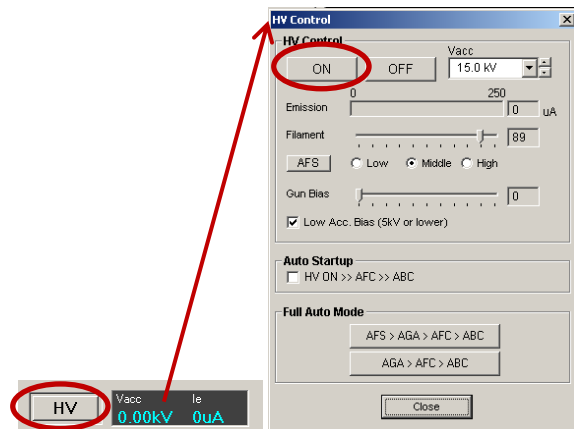 HV Control
HV Control
ON OFF Vacc 15.0 kV
0 250
Emission 0 uA
Filament 89
AFS Low Middle High
Gun Bias 0
Low Acc. Bias (5kV or lower)
Auto Startup
HV ON >> AFC >> ABC
Full Auto Mode
AFS > AGA > AFC > ABC
AGA > AFC > ABC
Close
HV Vacc Ie
0.00kV 0uA